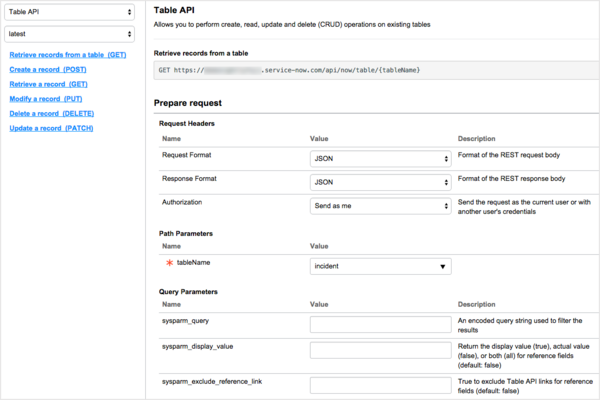 Table API
latest
Retrieve records from a table (GET)
Create a record (POST)
Retrieve a record (GET)
Modify a record (PUT)
Delete a record (DELETE)
Update a record (PATCH)
Table API
Allows you to perform create, read, update and delete (CRUD) operations on existing tables
Retrieve records from a table
GET https://.service-now.com/api/now/table/{tableName}
Prepare request
Request Headers
Name Value Description
Request Format JSON Format of the REST request body
Response Format JSON Format of the REST response body
Authorization Send as me Send the request as the current user or with
another user's credentials
Path Parameters
Name Value
* tableName incident
Query Parameters
Name Value Description
sysparm_query An encoded query string used to filter the
results
sysparm_display_value Return the display value (true), actual value
(false), or both (all) for reference fields
(default: false)
sysparm_exclude_reference_link True to exclude Table API links for reference
fields (default: false)